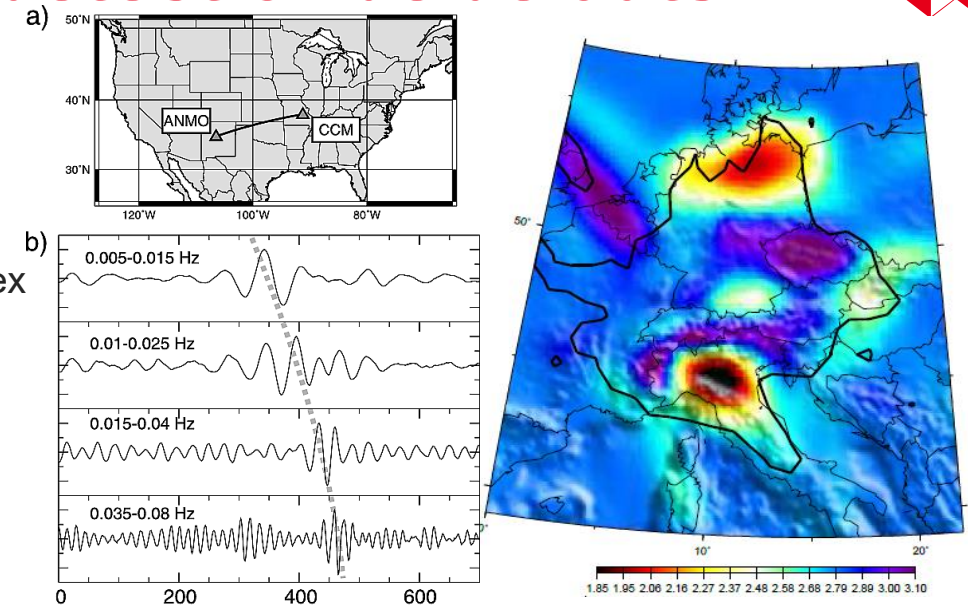 a)
50°N
40°N
30°N
ANMO
CCM
120°W 100°W 80°W
b)
ex
0.005-0.015 Hz
0.01-0.025 Hz
0.015-0.04 Hz
0.035-0.08 Hz
0 200 400 600
50°
10° 20°
1.85 1.95 2.06 2.16 2.27 2.37 2.48 2.58 2.68 2.79 2.89 3.00 3.10